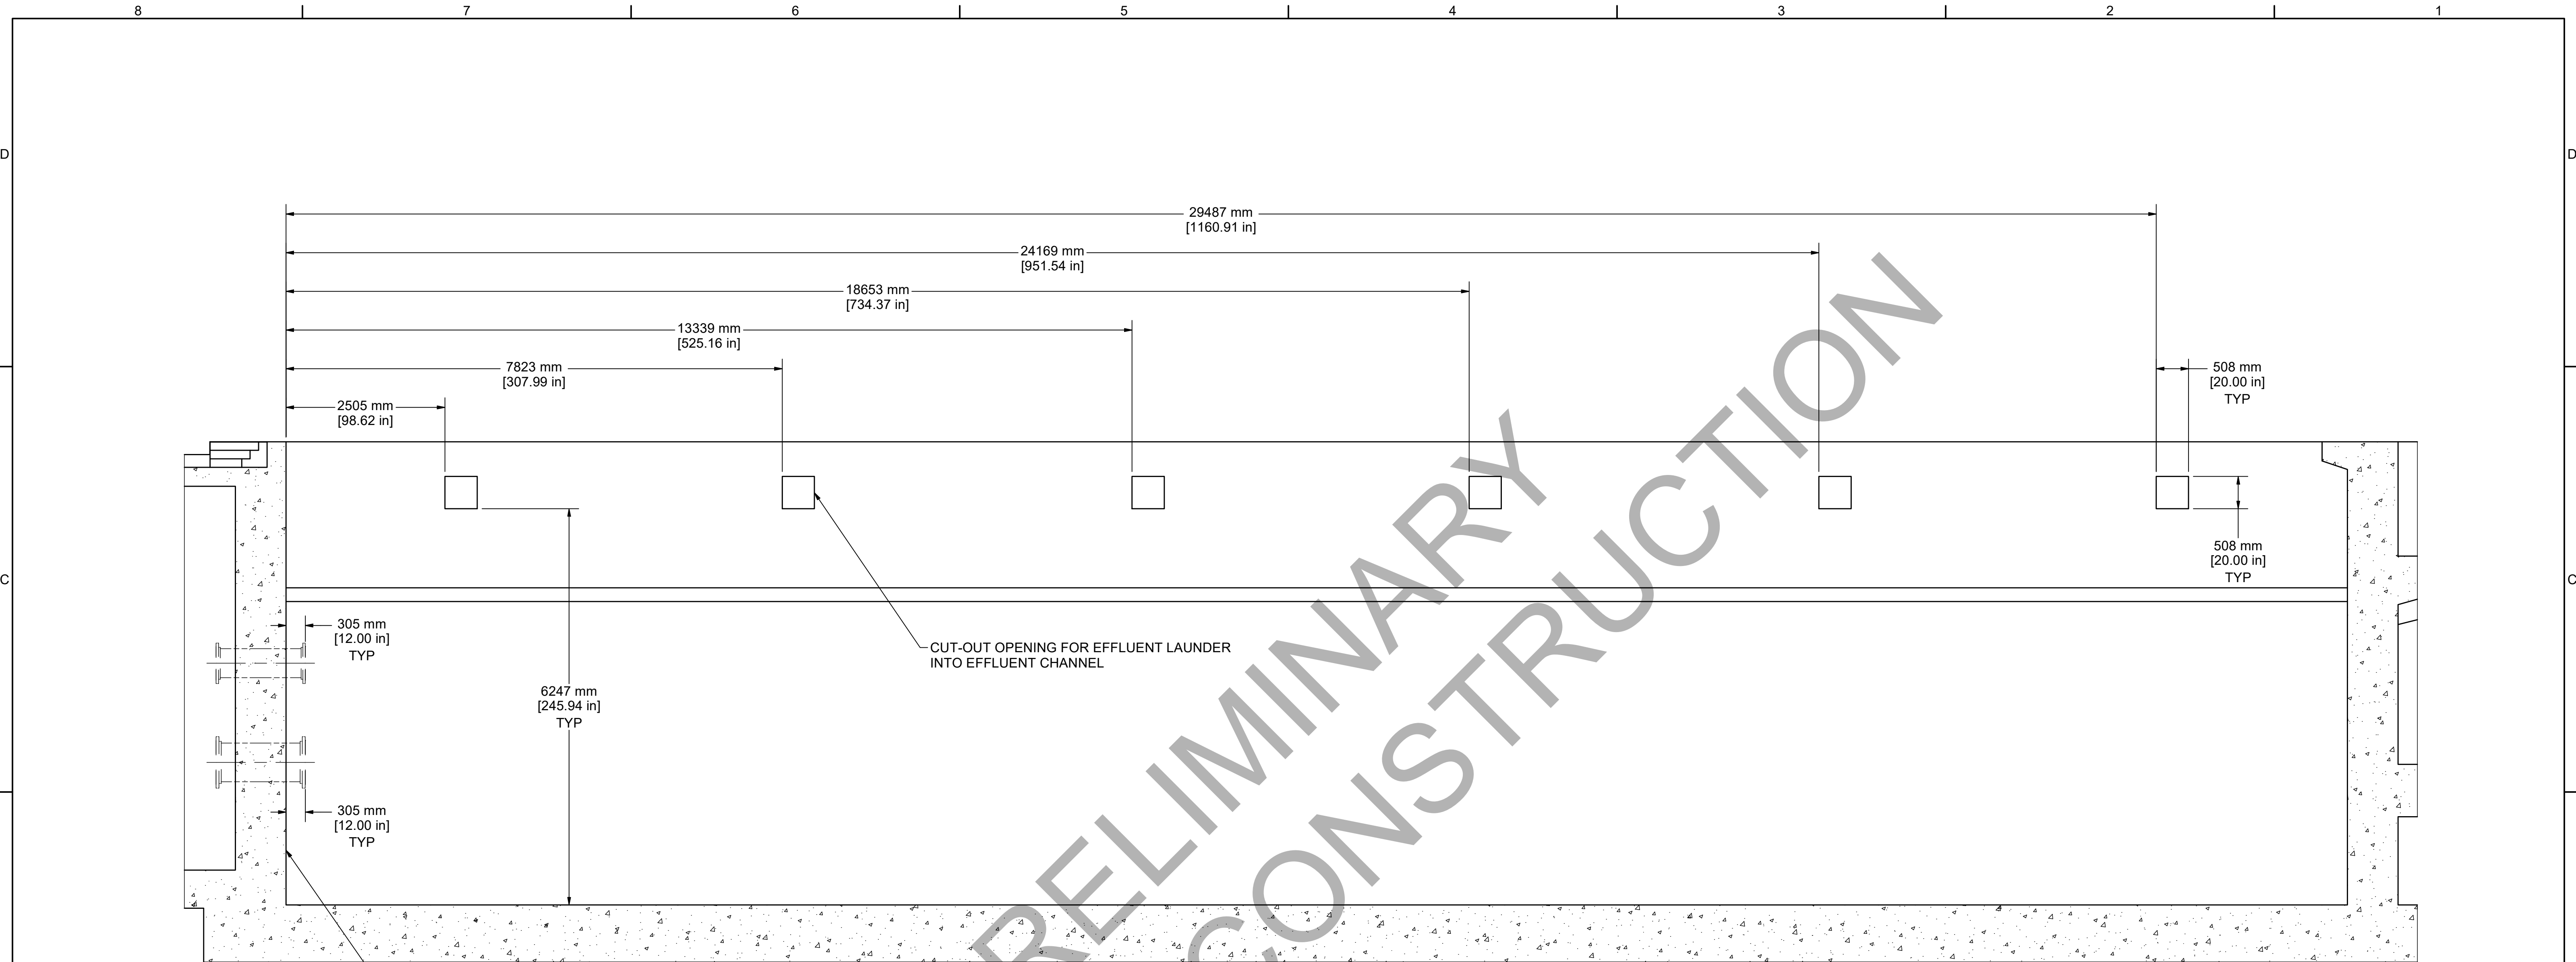 8 7 6 5 4 3 2 1
D D
29487 mm
[1160.91 in]
24169 mm
[951.54 in]
18653 mm
[734.37 in]
13339 mm
[525.16 in]
7823 mm
[307.99 in]
508 mm
[20.00 in]
TYP
2505 mm
[98.62 in]
508 mm
[20.00 in]
TYP
C C
305 mm
[12.00 in]
TYP
CUT-OUT OPENING FOR EFFLUENT LAUNDER
INTO EFFLUENT CHANNEL
6247 mm
[245.94 in]
TYP
305 mm
[12.00 in]
TYP
RELIMINARY
CONSTRUCTION